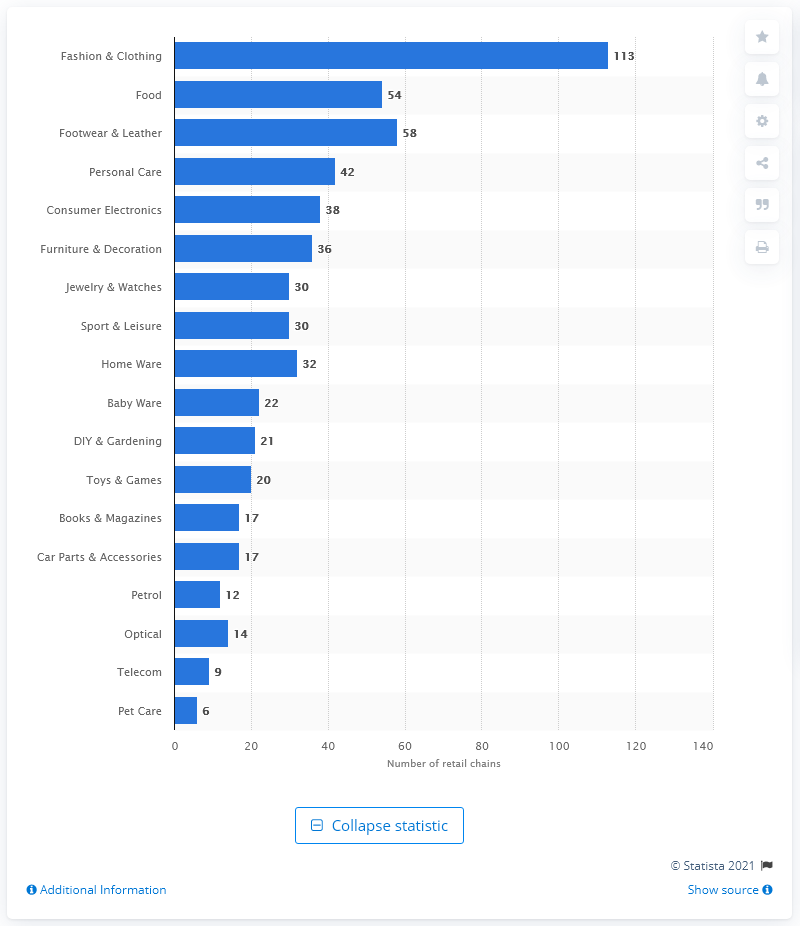 Fashion & Clothing 113
Food 54
Footwear & Leather 58
Personal Care 42
Consumer Electronics 38
Furniture & Decoration 36
Jewelry & Watches 30
Sport & Leisure 30
Home Ware 32
Baby Ware 22
DIY & Gardening 21
Toys & Games 20
Books & Magazines 17
Car Parts & Accessories 17
Petrol 12
Optical 14
Telecom 9
Pet Care 6
0 20 40 60 80 100 120 140
Number of retail chains
Collapse statistic
© Statista 2021
Additional Information Show source